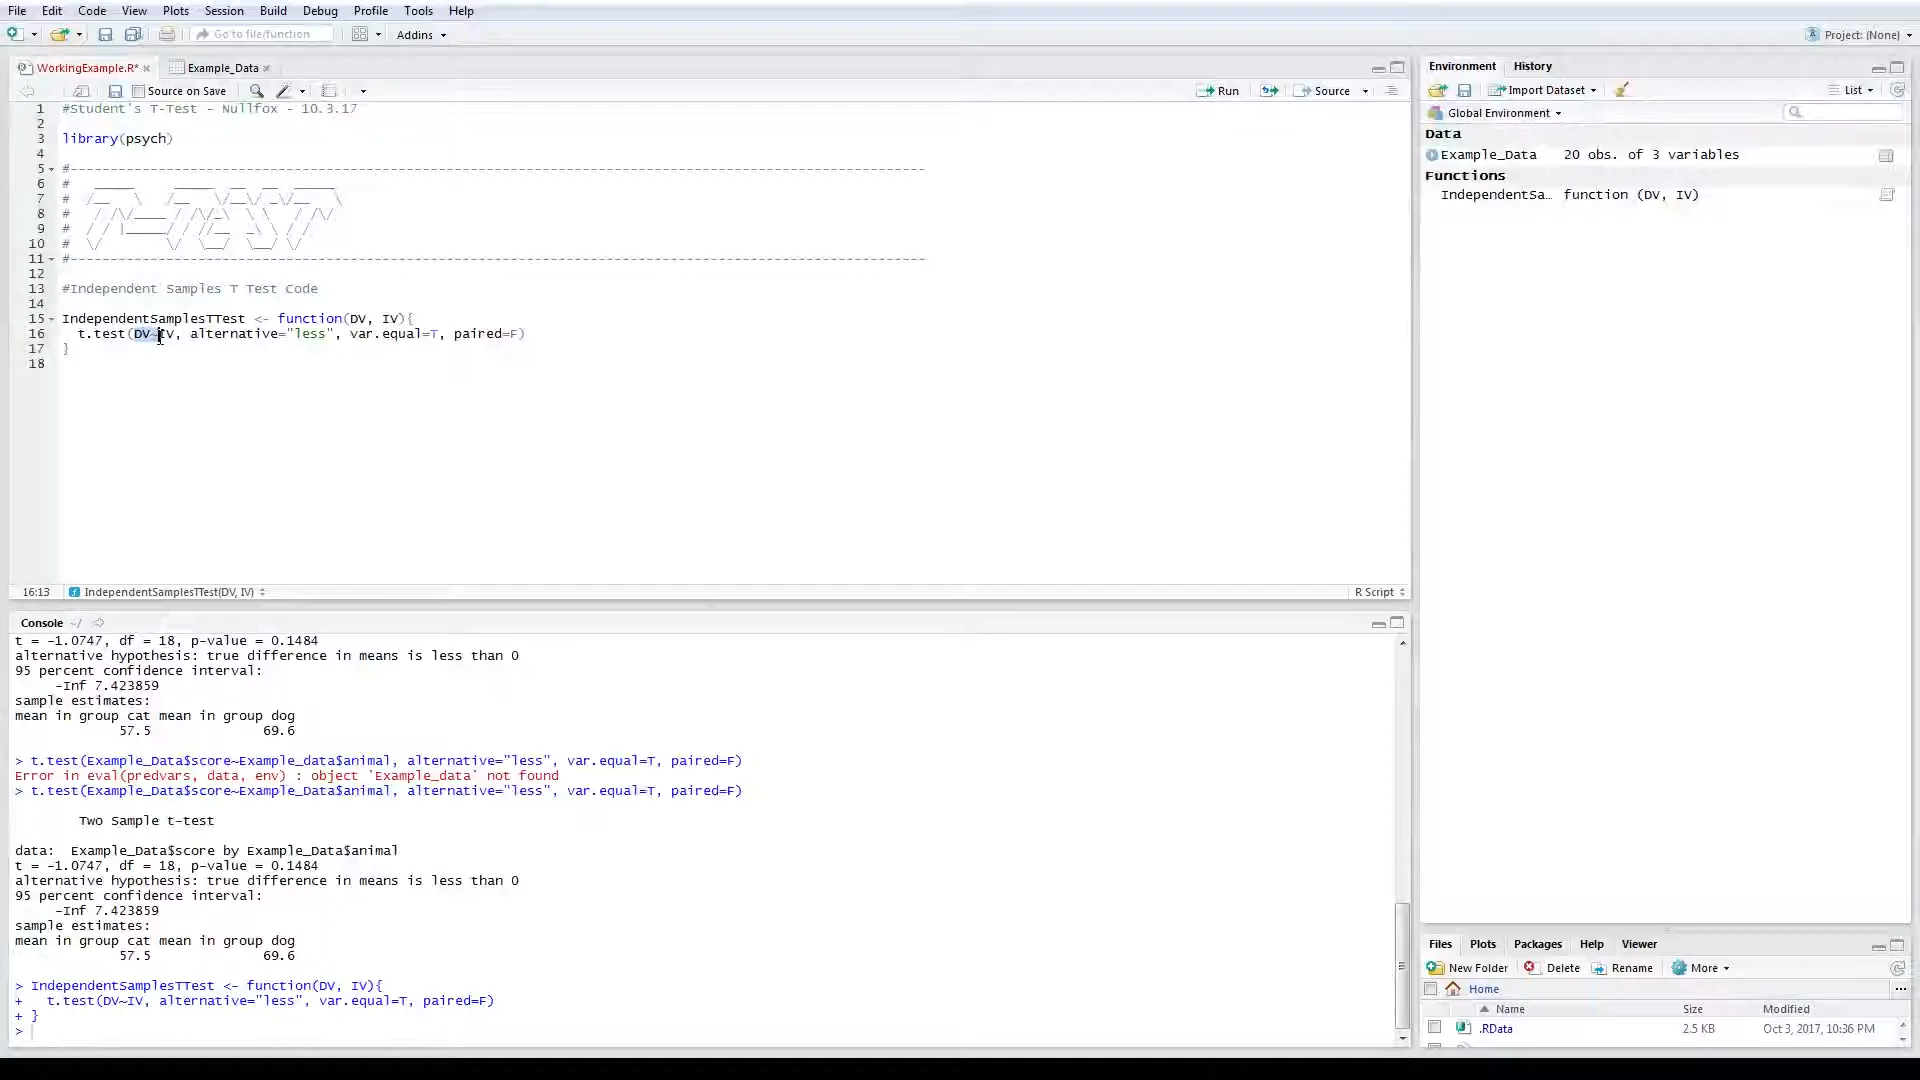 File Edit Code View Plots Session Build Debug Profile Tools Help
Go to file/function Addins Project: (None)
WorkingExample.R* Example_Data
Source on Save Run Source
1 #Student's T-Test - Nullfox - 10.3.17
2
3 library(psych)
4
5 #-----------------------------------------------------------------------------------------------------------
6 #
7 #
8 #
9 #
10 #
11 #-----------------------------------------------------------------------------------------------------------
12
13 #Independent Samples T Test Code
14
15 IndependentSamplesTTest <- function(DV, IV){
16 t.test(DV~IV, alternative="less", var.equal=T, paired=F)
17 }
18
16:13 IndependentSamplesTTest(DV, IV) R Script
Console ~/
t = -1.0747, df = 18, p-value = 0.1484
alternative hypothesis: true difference in means is less than 0
95 percent confidence interval:
-Inf 7.423859
sample estimates:
mean in group cat mean in group dog
57.5 69.6
> t.test(Example_Data$score~Example_data$animal, alternative="less", var.equal=T, paired=F)
Error in eval(predvars, data, env) : object 'Example_data' not found
> t.test(Example_Data$score~Example_Data$animal, alternative="less", var.equal=T, paired=F)
Two Sample t-test
data: Example_Data$score by Example_Data$animal
t = -1.0747, df = 18, p-value = 0.1484
alternative hypothesis: true difference in means is less than 0
95 percent confidence interval:
-Inf 7.423859
sample estimates:
mean in group cat mean in group dog
57.5 69.6
> IndependentSamplesTTest <- function(DV, IV){
+ t.test(DV~IV, alternative="less", var.equal=T, paired=F)
+ }
>
Environment History
Import Dataset List
Global Environment
Data
Example_Data 20 obs. of 3 variables
Functions
IndependentSa… function (DV, IV)
Files Plots Packages Help Viewer
New Folder Delete Rename More
Home ...
Name Size Modified
.RData 2.5 KB Oct 3, 2017, 10:36 PM